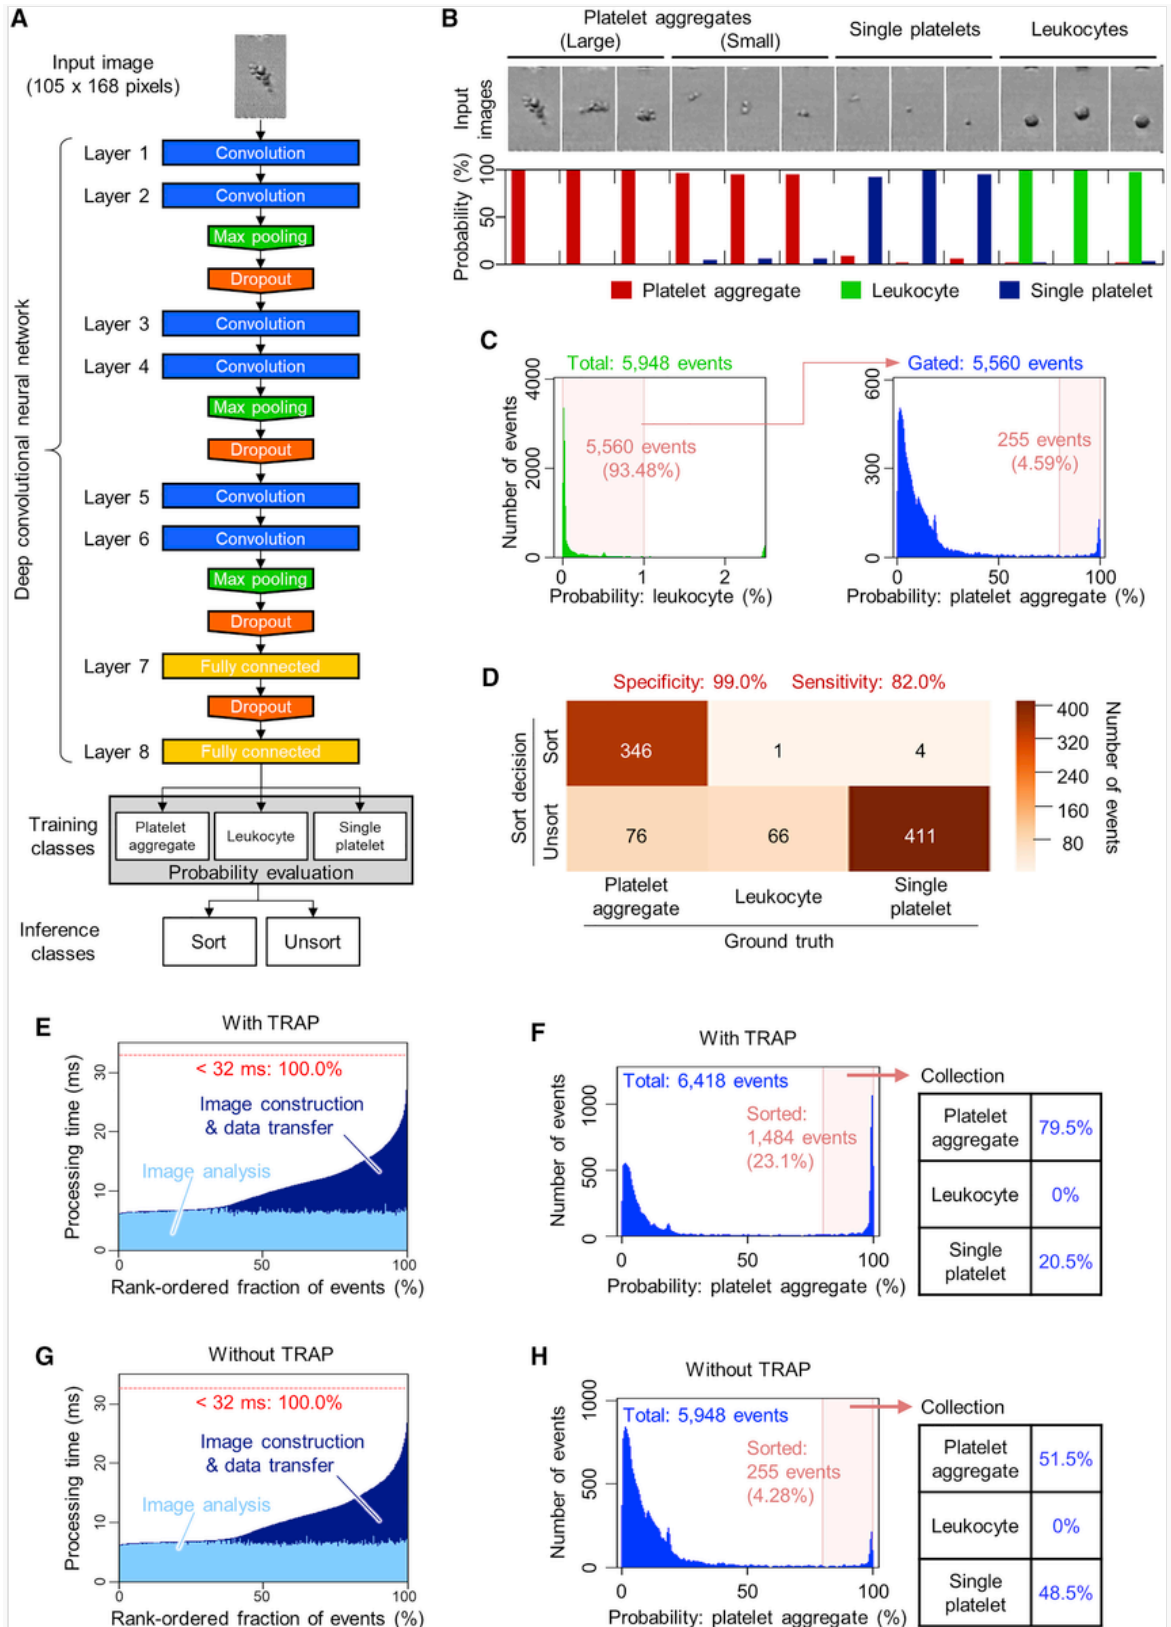 A
Input image
(105 x 168 pixels)
Deep convolutional neural network
Layer 1
Convolution
Layer 2
Convolution
Max pooling
Dropout
Layer 3
Convolution
Layer 4
Convolution
Max pooling
Dropout
Layer 5
Convolution
Layer 6
Convolution
Max pooling
Dropout
Layer 7
Fully connected
Dropout
Layer 8
Fully connected
Training
classes
Platelet
aggregate
Leukocyte
Single
platelet
Probability evaluation
Inference
classes
Sort
Unsort
B
Platelet aggregates
(Large)
(Small)
Single platelets
Leukocytes
Input
images
Probability (%)
100
50
0
Platelet aggregate
Leukocyte
Single platelet
C
Total: 5,948 events
Number of events
4000
2000
0
5,560 events
(93.48%)
0
1
2
Probability: leukocyte (%)
Gated: 5,560 events
600
300
0
255 events
(4.59%)
0
50
100
Probability: platelet aggregate (%)
D
Specificity: 99.0%
Sensitivity: 82.0%
Sort decision
Sort
Unsort
346
1
4
76
66
411
Platelet
aggregate
Leukocyte
Single
platelet
Ground truth
400
320
240
160
80
Number of events
E
With TRAP
Processing time (ms)
30
20
10
0
< 32 ms: 100.0%
Image construction
& data transfer
Image analysis
0
50
100
Rank-ordered fraction of events (%)
F
With TRAP
Number of events
1000
500
0
Total: 6,418 events
Sorted:
1,484 events
(23.1%)
0
50
100
Probability: platelet aggregate (%)
Collection
Platelet
aggregate
79.5%
Leukocyte
0%
Single
platelet
20.5%
G
Without TRAP
Processing time (ms)
30
20
10
0
< 32 ms: 100.0%
Image construction
& data transfer
Image analysis
0
50
100
Rank-ordered fraction of events (%)
H
Without TRAP
Number of events
1000
500
0
Total: 5,948 events
Sorted:
255 events
(4.28%)
0
50
100
Probability: platelet aggregate (%)
Collection
Platelet
aggregate
51.5%
Leukocyte
0%
Single
platelet
48.5%